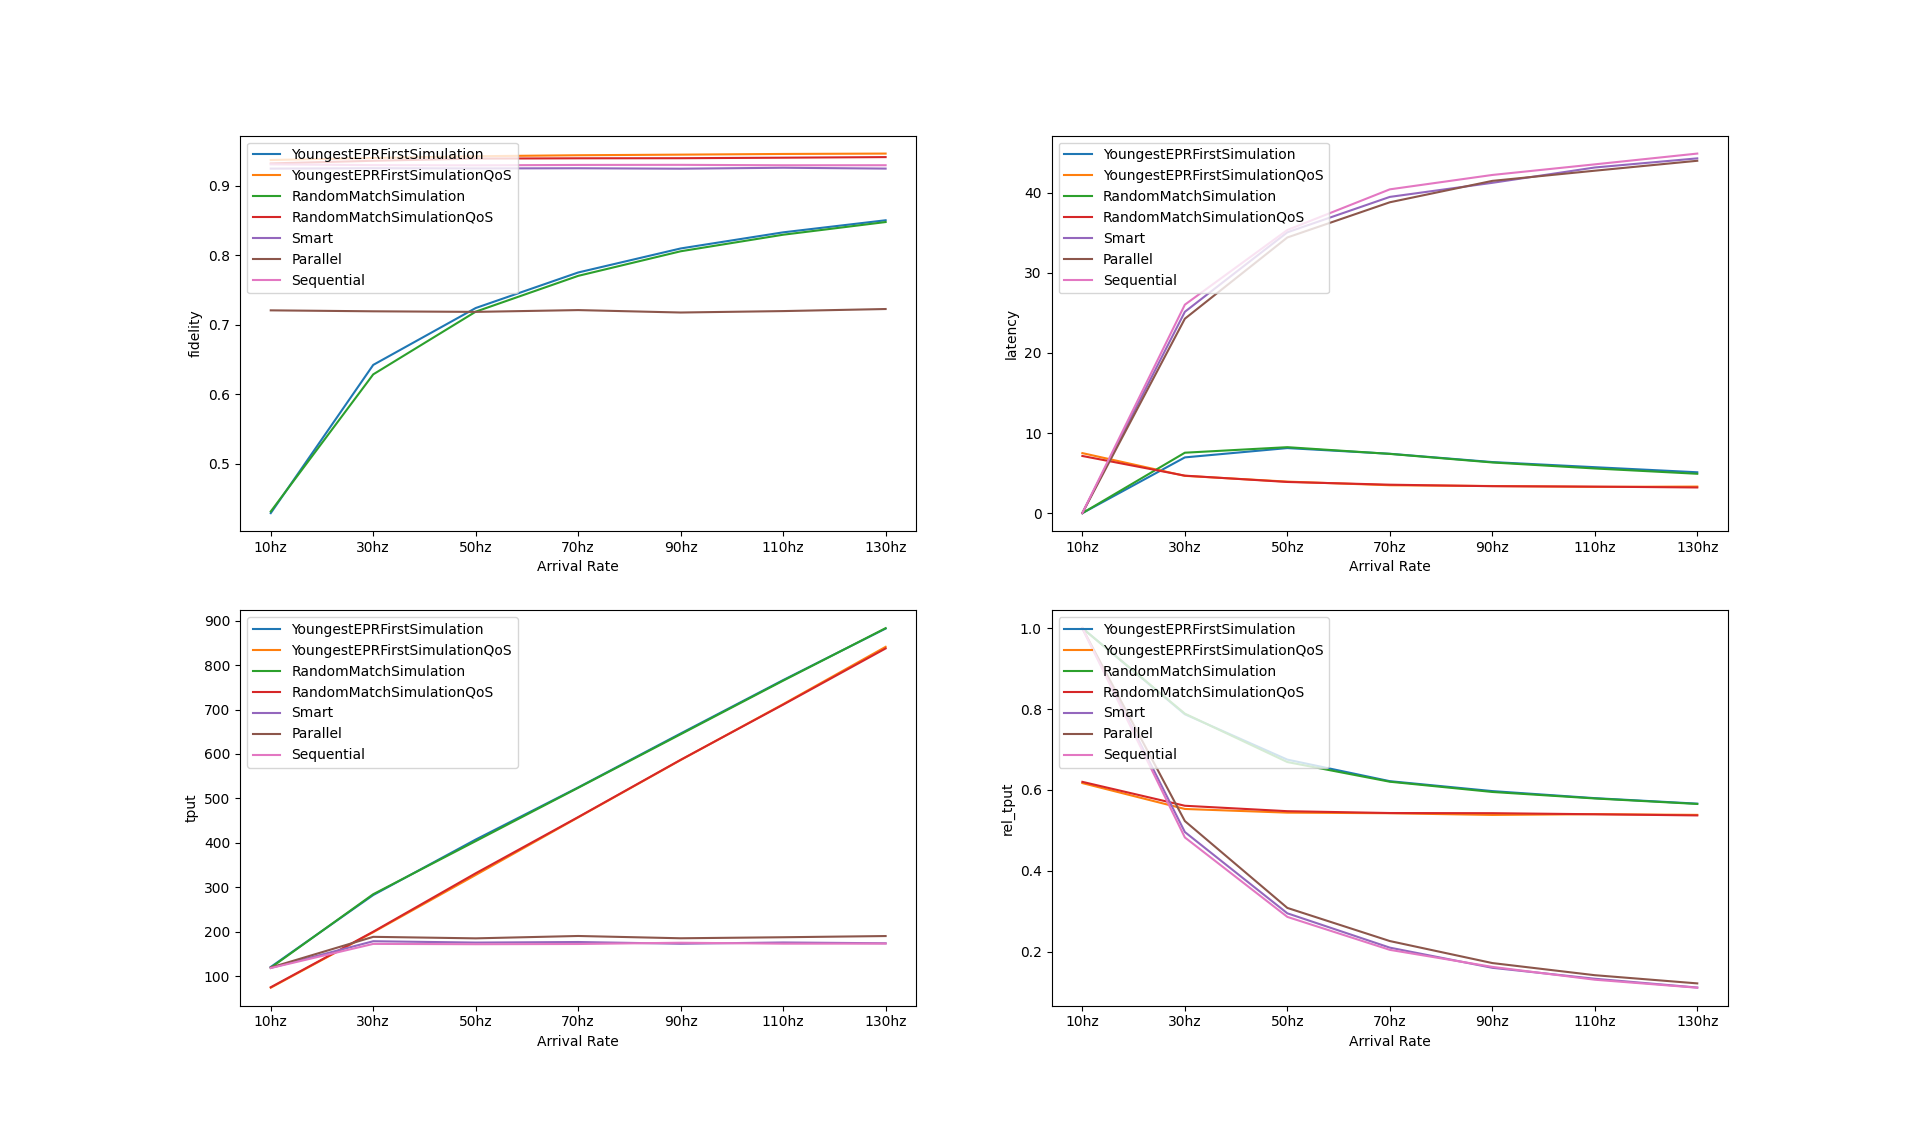 YoungestEPRFirstSimulation
YoungestEPRFirstSimulationQoS
RandomMatchSimulation
RandomMatchSimulationQoS
Smart
Parallel
Sequential
0.9
0.8
0.7
0.6
0.5
fidelity
10hz 30hz 50hz 70hz 90hz 110hz 130hz
Arrival Rate
YoungestEPRFirstSimulation
YoungestEPRFirstSimulationQoS
RandomMatchSimulation
RandomMatchSimulationQoS
Smart
Parallel
Sequential
40
30
20
10
0
latency
10hz 30hz 50hz 70hz 90hz 110hz 130hz
Arrival Rate
YoungestEPRFirstSimulation
YoungestEPRFirstSimulationQoS
RandomMatchSimulation
RandomMatchSimulationQoS
Smart
Parallel
Sequential
900
800
700
600
500
400
300
200
100
tput
10hz 30hz 50hz 70hz 90hz 110hz 130hz
Arrival Rate
YoungestEPRFirstSimulation
YoungestEPRFirstSimulationQoS
RandomMatchSimulation
RandomMatchSimulationQoS
Smart
Parallel
Sequential
1.0
0.8
0.6
0.4
0.2
rel_tput
10hz 30hz 50hz 70hz 90hz 110hz 130hz
Arrival Rate